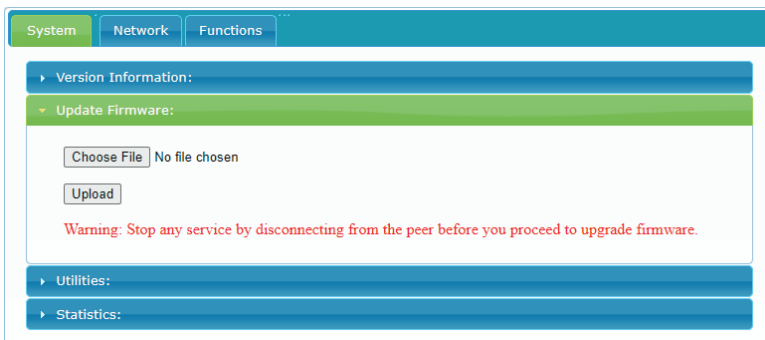 System Network Functions
Version Information:
Update Firmware:
Choose File No file chosen
Upload
Warning: Stop any service by disconnecting from the peer before you proceed to upgrade firmware.
Utilities:
Statistics: